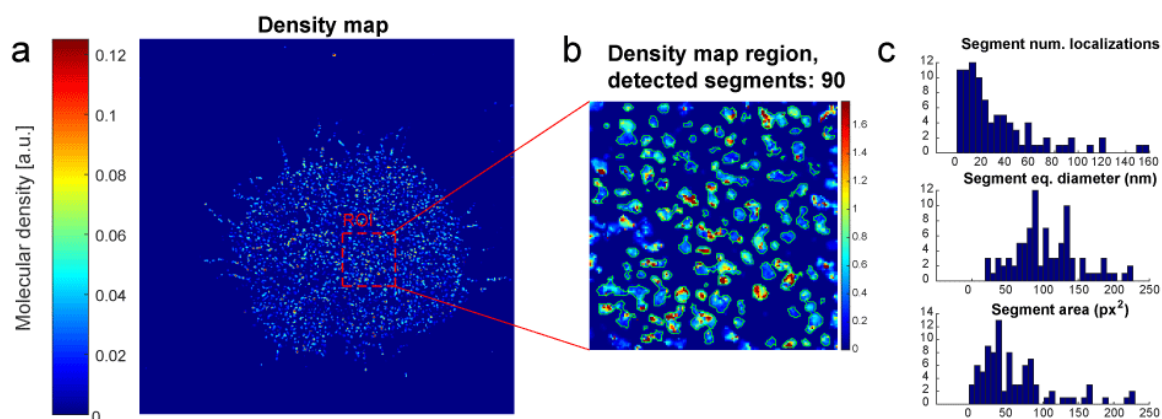 a
Density map
Molecular density [a.u.]
0.12
0.1
0.08
0.06
0.04
0.02
0
ROI
b
Density map region,
detected segments: 90
1.6
1.4
1.2
1
0.8
0.6
0.4
0.2
0
c
Segment num. localizations
12
10
8
6
4
2
0
0 20 40 60 80 100 120 140 160
Segment eq. diameter (nm)
12
10
8
6
4
2
0
0 50 100 150 200 250
Segment area (px²)
14
12
10
8
6
4
2
0
0 50 100 150 200 250